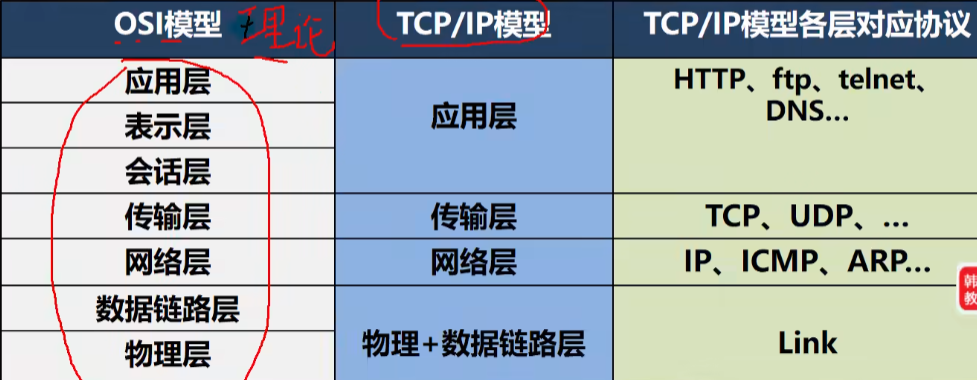 OSI模型 理论
TCP/IP模型
TCP/IP模型各层对应协议
应用层
表示层
会话层
传输层
网络层
数据链路层
物理层
应用层
传输层
网络层
物理+数据链路层
HTTP、ftp、telnet、
DNS...
TCP、UDP、...
IP、ICMP、ARP...
Link
韩
教